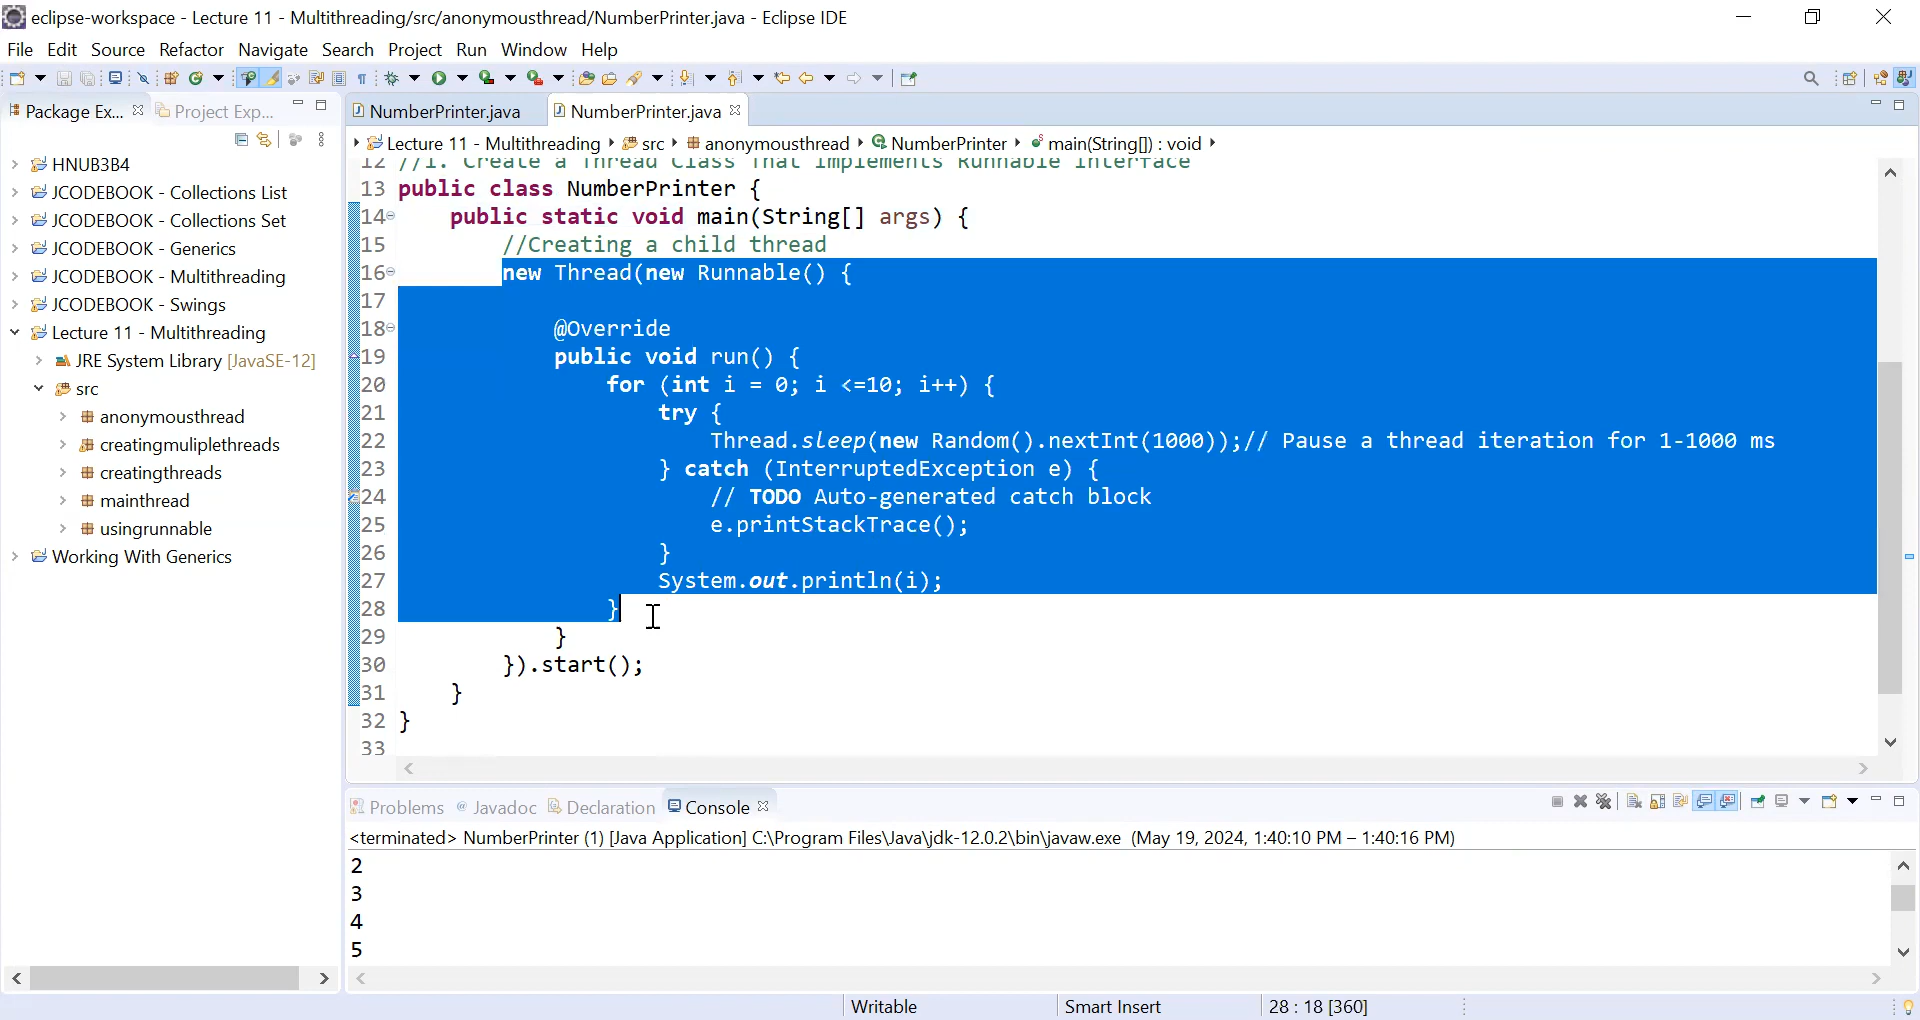 eclipse-workspace - Lecture 11 - Multithreading/src/anonymousthread/NumberPrinter.java - Eclipse IDE
File Edit Source Refactor Navigate Search Project Run Window Help
Package Ex... Project Exp...
NumberPrinter.java NumberPrinter.java
Lecture 11 - Multithreading src anonymousthread NumberPrinter main(String[]) : void
HNUB3B4
JCODEBOOK - Collections List
JCODEBOOK - Collections Set
JCODEBOOK - Generics
JCODEBOOK - Multithreading
JCODEBOOK - Swings
Lecture 11 - Multithreading
JRE System Library [JavaSE-12]
src
anonymousthread
creatingmuliplethreads
creatingthreads
mainthread
usingrunnable
Working With Generics
12 //1. Create a Thread Class That Implements Runnable Interface
13 public class NumberPrinter {
14 public static void main(String[] args) {
15 //Creating a child thread
16 new Thread(new Runnable() {
17
18 @Override
19 public void run() {
20 for (int i = 0; i <=10; i++) {
21 try {
22 Thread.sleep(new Random().nextInt(1000));// Pause a thread iteration for 1-1000 ms
23 } catch (InterruptedException e) {
24 // TODO Auto-generated catch block
25 e.printStackTrace();
26 }
27 System.out.println(i);
28 }
29 }
30 }).start();
31 }
32 }
33
Problems Javadoc Declaration Console
<terminated> NumberPrinter (1) [Java Application] C:\Program Files\Java\jdk-12.0.2\bin\javaw.exe (May 19, 2024, 1:40:10 PM – 1:40:16 PM)
2
3
4
5
Writable Smart Insert 28 : 18 [360]